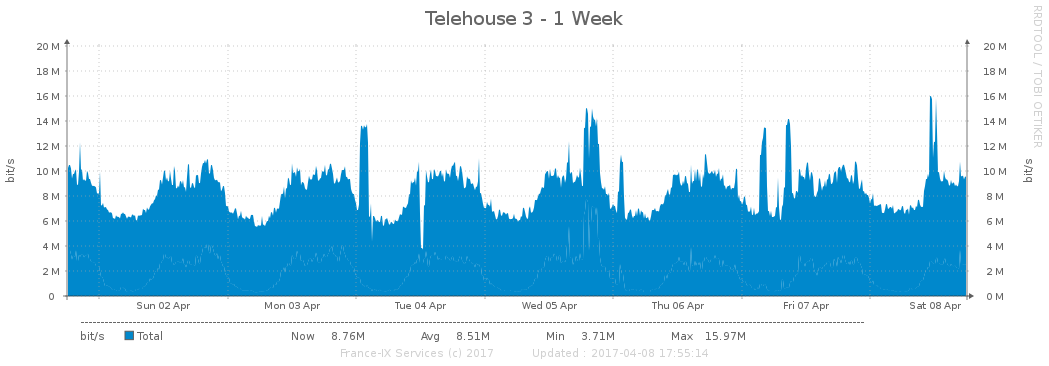 Telehouse 3 - 1 Week
RRDTOOL / TOBI OETIKER
bit/s
20 M 20 M
18 M 18 M
16 M 16 M
14 M 14 M
12 M 12 M
10 M 10 M
8 M 8 M
6 M 6 M
4 M 4 M
2 M 2 M
0 0 M
bit/s
Sun 02 Apr Mon 03 Apr Tue 04 Apr Wed 05 Apr Thu 06 Apr Fri 07 Apr Sat 08 Apr
bit/s Total Now 8.76M Avg 8.51M Min 3.71M Max 15.97M
France-IX Services (c) 2017 Updated : 2017-04-08 17:55:14